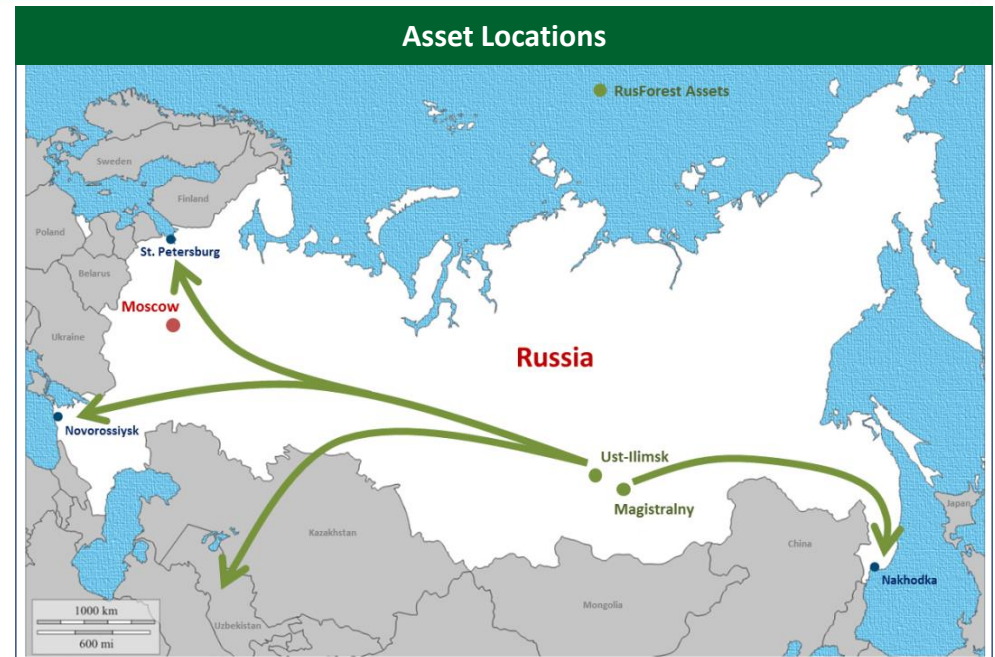 Asset Locations
RusForest Assets
Sweden
Finland
Poland
St. Petersburg
Belarus
Moscow
Ukraine
Russia
Novorossiysk
Ust-Ilimsk
Magistralny
Japan
Kazakhstan
China
Nakhodka
Mongolia
Uzbekistan
1000 km
600 mi